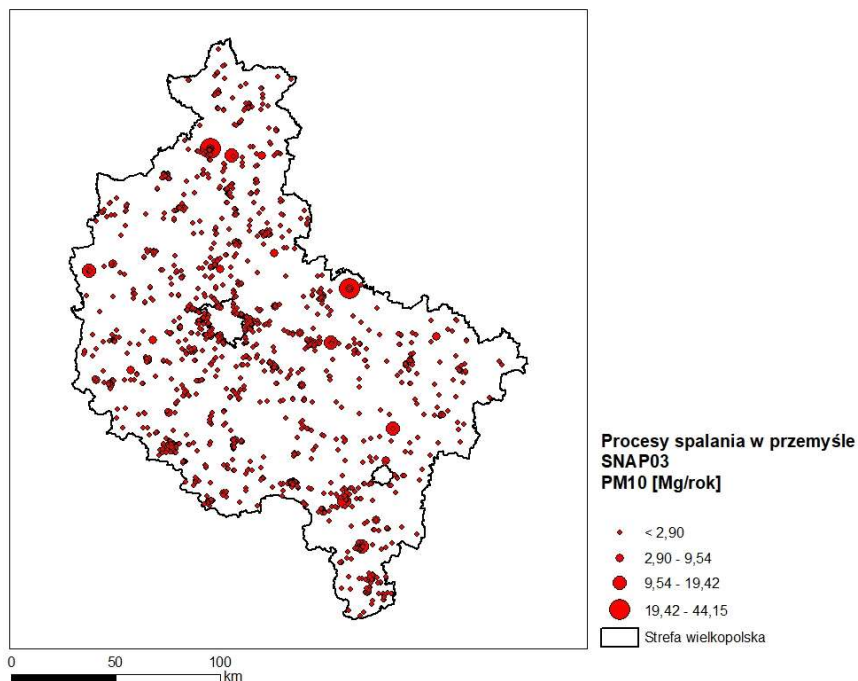 Procesy spalania w przemyśle
SNAP03
PM10 [Mg/rok]
< 2,90
2,90 - 9,54
9,54 - 19,42
19,42 - 44,15
Strefa wielkopolska
0 50 100
km